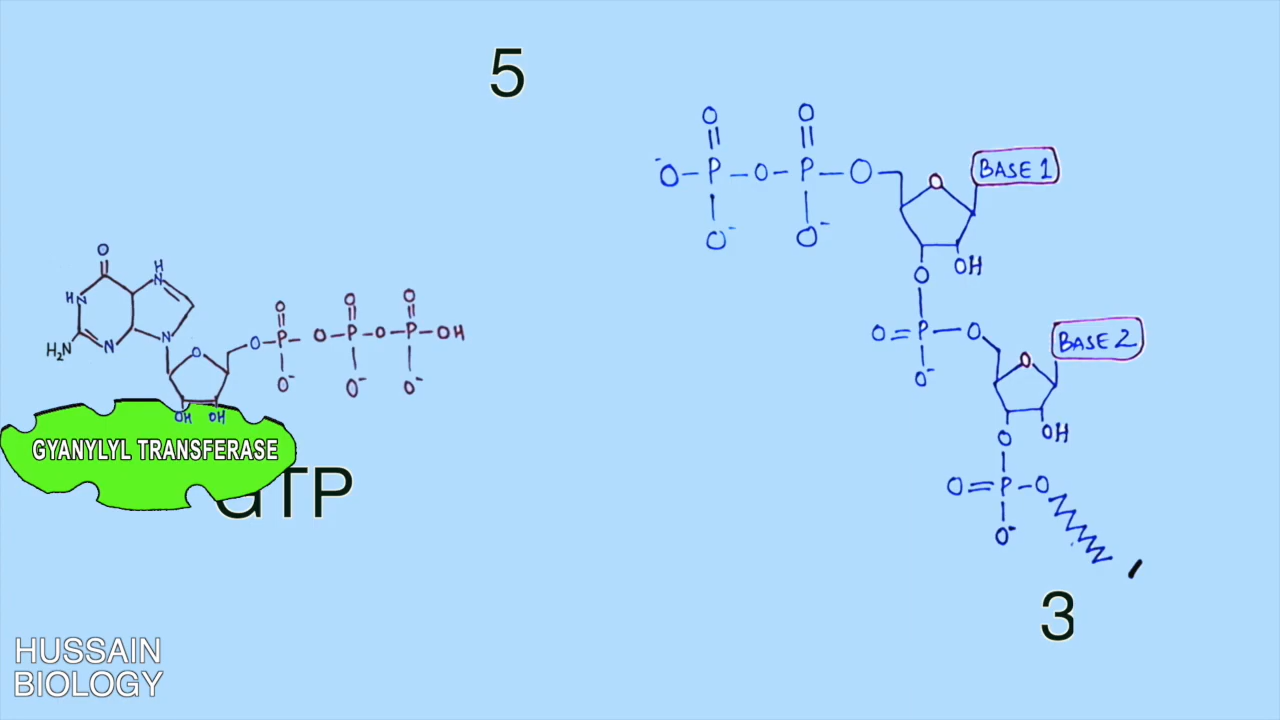 5
O O
O
-O-P-O-P-O
O- O-
BASE 1
OH
O
O=P-O
O-
BASE 2
O
OH
O
O=P-O
O-
3
O
H
N
H N
N
H₂N N
O
O O O
O-P-O-P-O-P-OH
O- O- O-
OH OH
GYANYLYL TRANSFERASE
GTP
HUSSAIN
BIOLOGY